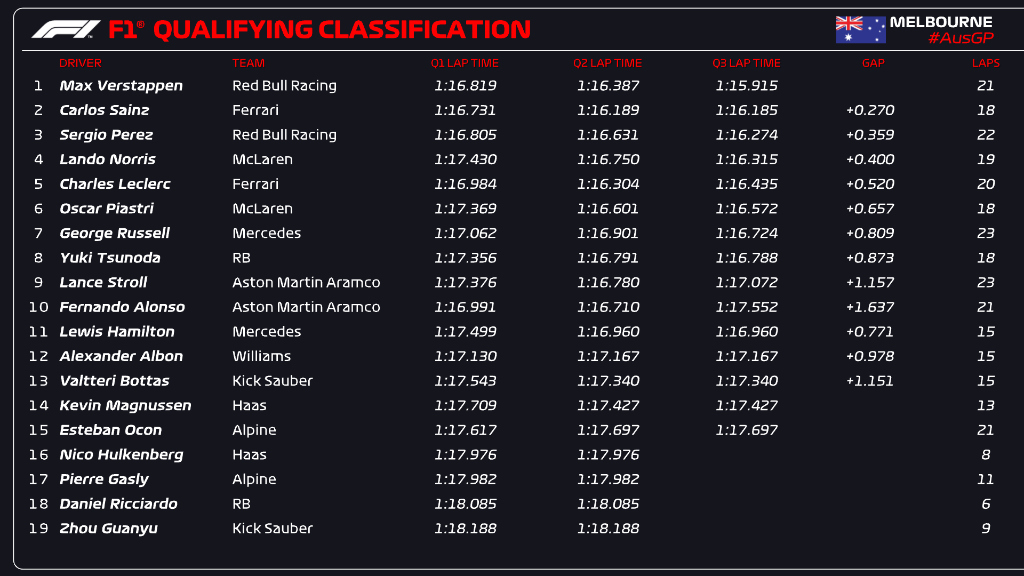 F1® QUALIFYING CLASSIFICATION
MELBOURNE
#AusGP
DRIVER TEAM Q1 LAP TIME Q2 LAP TIME Q3 LAP TIME GAP LAPS
1 Max Verstappen Red Bull Racing 1:16.819 1:16.387 1:15.915 21
2 Carlos Sainz Ferrari 1:16.731 1:16.189 1:16.185 +0.270 18
3 Sergio Perez Red Bull Racing 1:16.805 1:16.631 1:16.274 +0.359 22
4 Lando Norris McLaren 1:17.430 1:16.750 1:16.315 +0.400 19
5 Charles Leclerc Ferrari 1:16.984 1:16.304 1:16.435 +0.520 20
6 Oscar Piastri McLaren 1:17.369 1:16.601 1:16.572 +0.657 18
7 George Russell Mercedes 1:17.062 1:16.901 1:16.724 +0.809 23
8 Yuki Tsunoda RB 1:17.356 1:16.791 1:16.788 +0.873 18
9 Lance Stroll Aston Martin Aramco 1:17.376 1:16.780 1:17.072 +1.157 23
10 Fernando Alonso Aston Martin Aramco 1:16.991 1:16.710 1:17.552 +1.637 21
11 Lewis Hamilton Mercedes 1:17.499 1:16.960 1:16.960 +0.771 15
12 Alexander Albon Williams 1:17.130 1:17.167 1:17.167 +0.978 15
13 Valtteri Bottas Kick Sauber 1:17.543 1:17.340 1:17.340 +1.151 15
14 Kevin Magnussen Haas 1:17.709 1:17.427 1:17.427 13
15 Esteban Ocon Alpine 1:17.617 1:17.697 1:17.697 21
16 Nico Hulkenberg Haas 1:17.976 1:17.976 8
17 Pierre Gasly Alpine 1:17.982 1:17.982 11
18 Daniel Ricciardo RB 1:18.085 1:18.085 6
19 Zhou Guanyu Kick Sauber 1:18.188 1:18.188 9